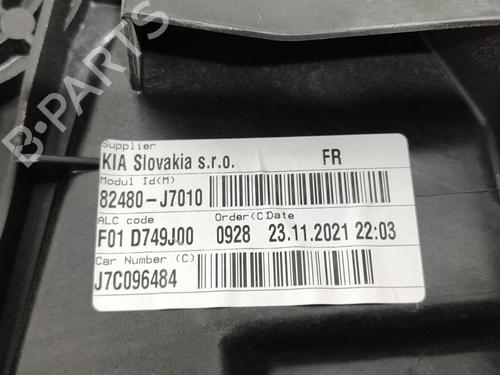 B-PARTS
Supplier
KIA Slovakia s.r.o. FR
Modul Id(M)
82480-J7010
ALC code Order(C) Date
F01 D749J00 0928 23.11.2021 22:03
Car Number (C)
J7C096484